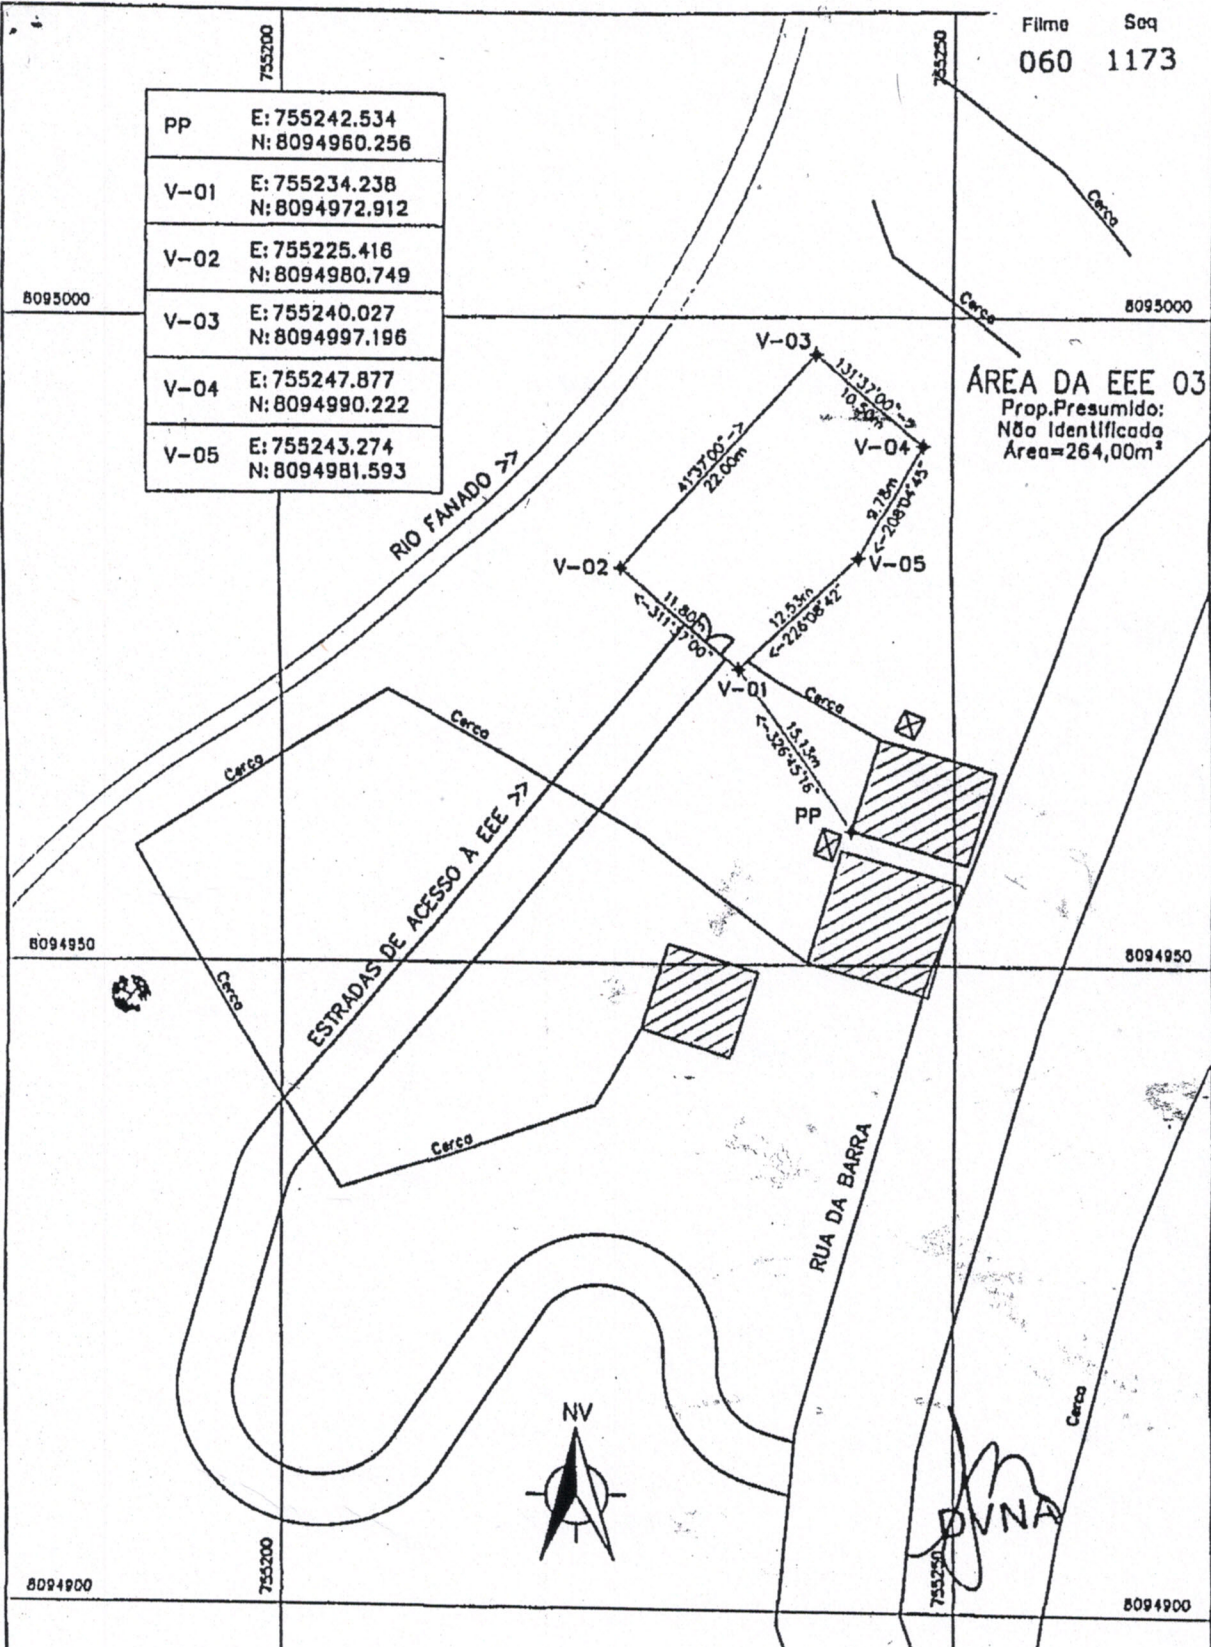 Filme Seq
060 1173
755200
755250
PP E: 755242.534
N: 8094960.256
V-01 E: 755234.238
N: 8094972.912
V-02 E: 755225.416
N: 8094980.749
V-03 E: 755240.027
N: 8094997.196
V-04 E: 755247.877
N: 8094990.222
V-05 E: 755243.274
N: 8094981.593
Cerca
8095000
8095000
Cerca
V-03
131°37'00"->
10.50m
ÁREA DA EEE 03
Prop.Presumido:
Não Identificado
Área=264,00m²
V-04
41°37'00"->
22.00m
9.78m
<-208°04'45"
RIO FANADO >>
V-05
V-02
11.80m
<-311°37'00"
12.53m
<-226°08'42"
V-01
Cerca
Cerca
Cerca
15.13m
<-326°45'16"
PP
ESTRADAS DE ACESSO À EEE >>
8094950
8094950
Cerca
Cerca
RUA DA BARRA
NV
Cerca
DVNA
755200
755250
8094900
8094900